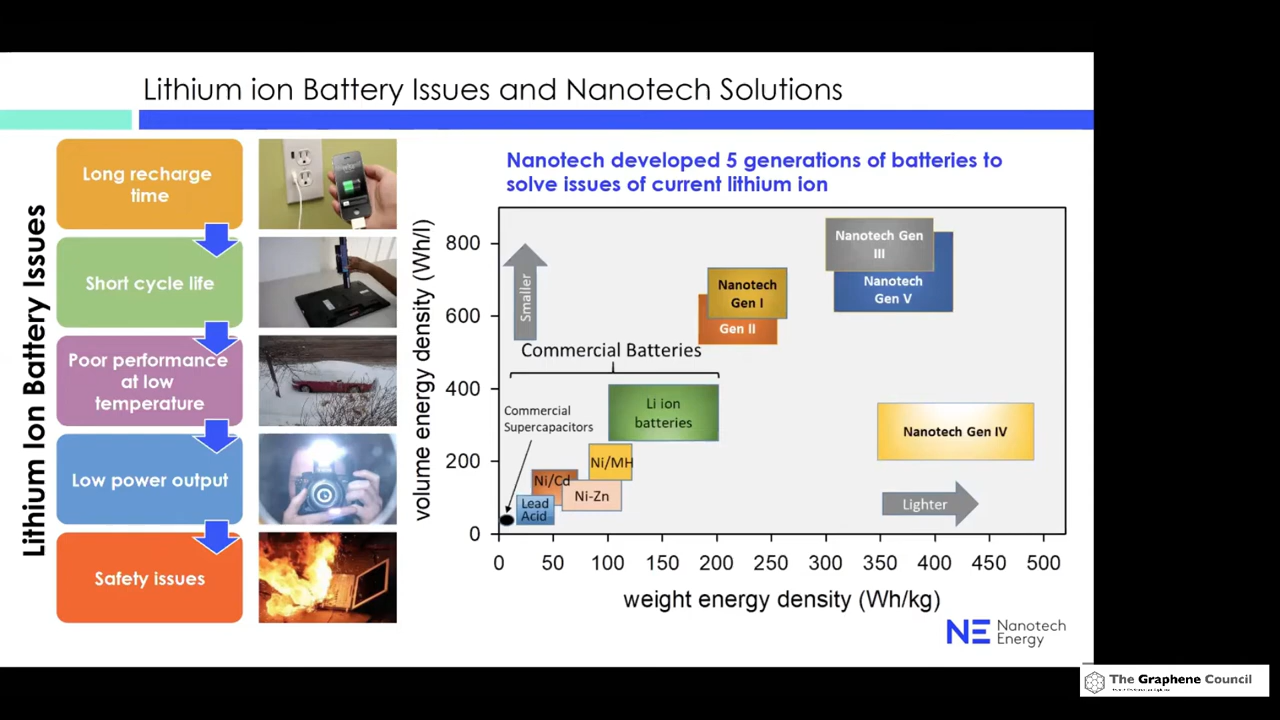 Lithium ion Battery Issues and Nanotech Solutions
Lithium Ion Battery Issues
Long recharge
time
Short cycle life
Poor performance
at low
temperature
Low power output
Safety issues
Nanotech developed 5 generations of batteries to
solve issues of current lithium ion
volume energy density (Wh/l)
800
600
400
200
0
Smaller
Nanotech Gen
III
Nanotech
Gen V
Nanotech
Gen I
Gen II
Commercial Batteries
Commercial
Supercapacitors
Li ion
batteries
Nanotech Gen IV
Ni/MH
Ni/Cd
Ni-Zn
Lead
Acid
Lighter
0 50 100 150 200 250 300 350 400 450 500
weight energy density (Wh/kg)
NE Nanotech
Energy
The Graphene Council